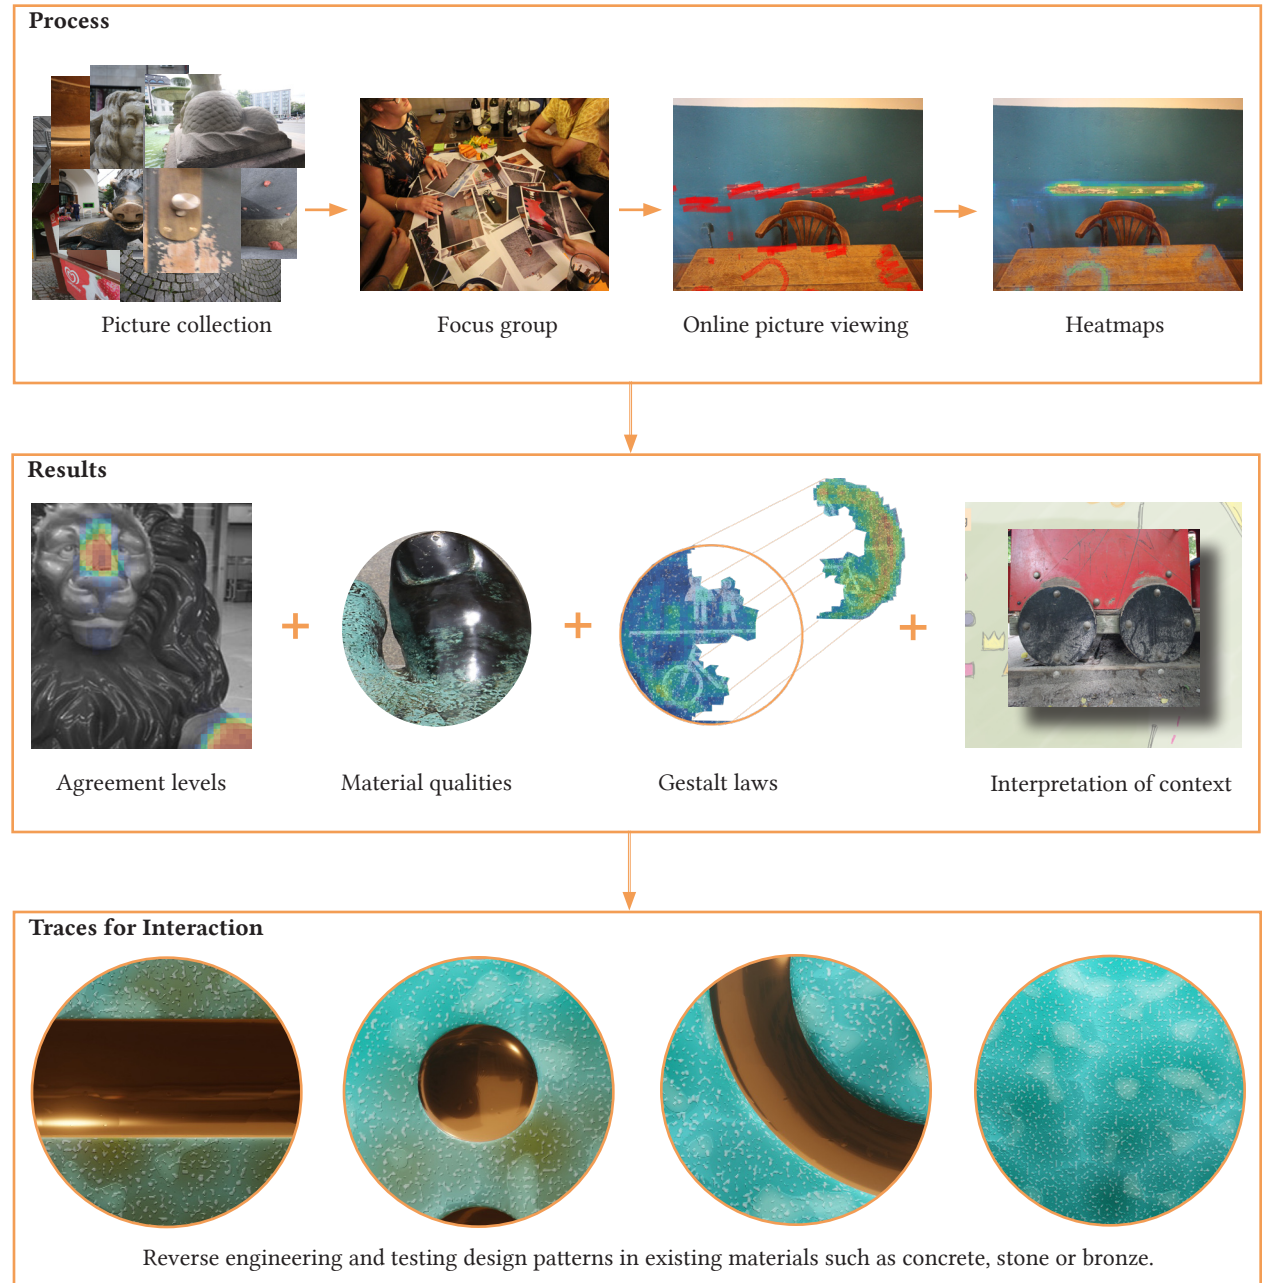 Process
Picture collection
Focus group
Online picture viewing
Heatmaps
Results
Agreement levels
Material qualities
Gestalt laws
Interpretation of context
Traces for Interaction
Reverse engineering and testing design patterns in existing materials such as concrete, stone or bronze.